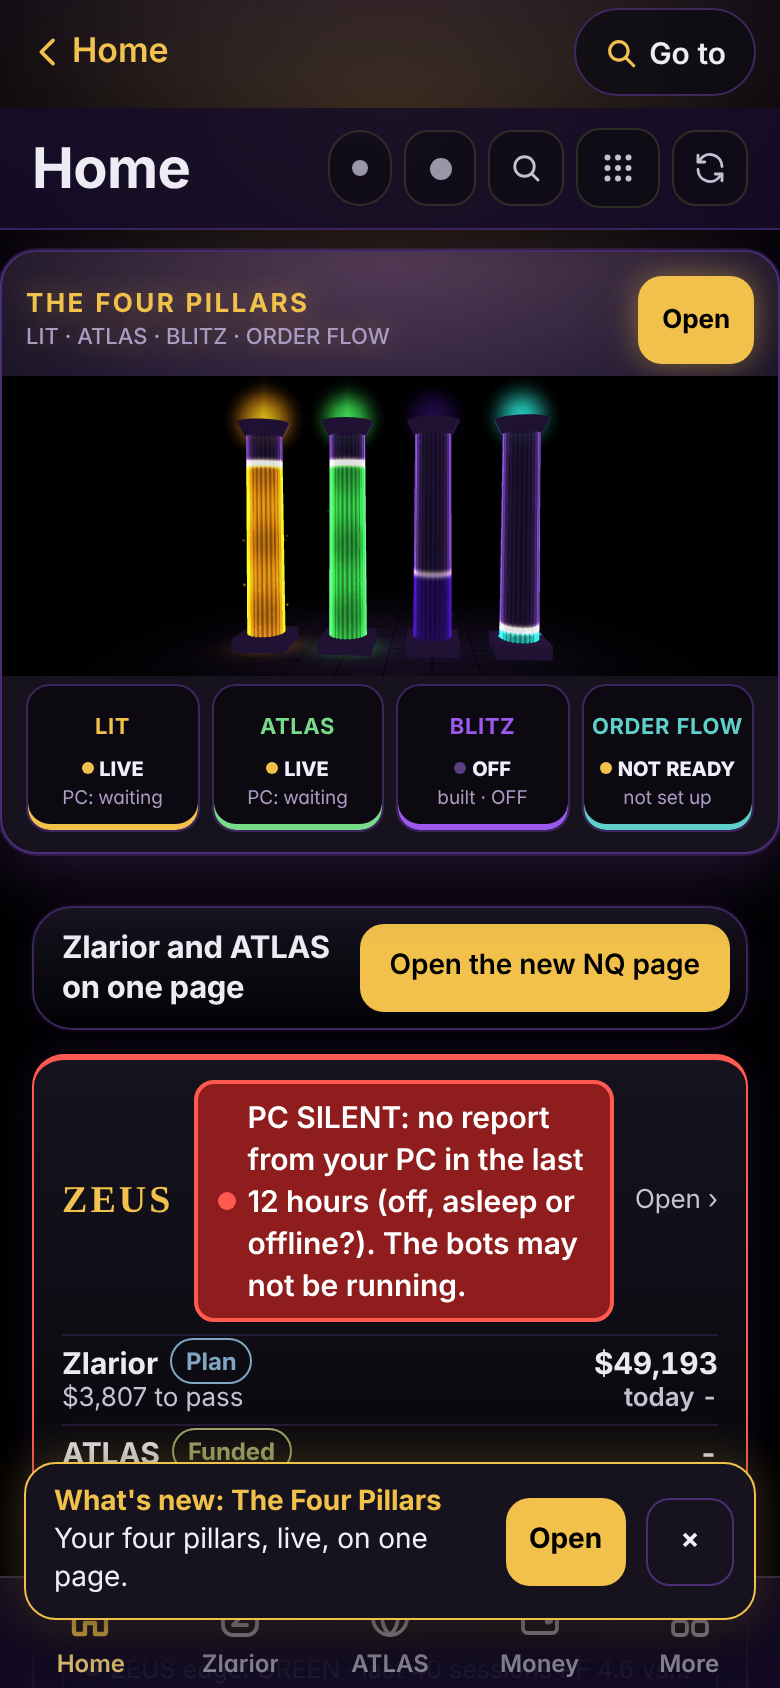 Home
Go to
Home
THE FOUR PILLARS
LIT · ATLAS · BLITZ · ORDER FLOW
Open
LIT
LIVE
PC: waiting
ATLAS
LIVE
PC: waiting
BLITZ
OFF
built · OFF
ORDER FLOW
NOT READY
not set up
Zlarior and ATLAS
on one page
Open the new NQ page
ZEUS
PC SILENT: no report
from your PC in the last
12 hours (off, asleep or
offline?). The bots may
not be running.
Open ›
Zlarior Plan
$3,807 to pass
$49,193
today -
ATLAS Funded
-
What's new: The Four Pillars
Your four pillars, live, on one
page.
Open
×
Home
Zlarior
ATLAS
Money
More